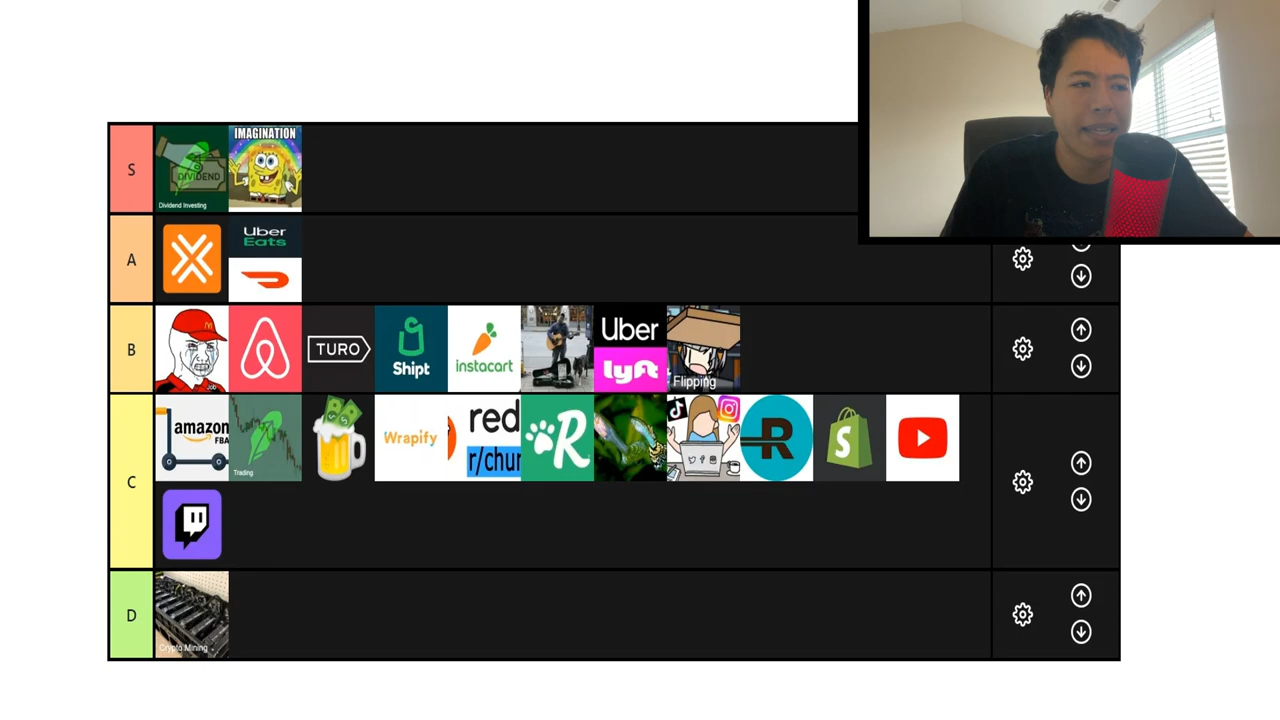 S
DIVIDEND
Dividend Investing
IMAGINATION
A
Uber
Eats
B
M
Job
TURO
Shipt
instacart
Uber
lyft
Flipping
C
amazon
FBA
Trading
Wrapify
red
r/chur
R
R
S
D
Crypto Mining